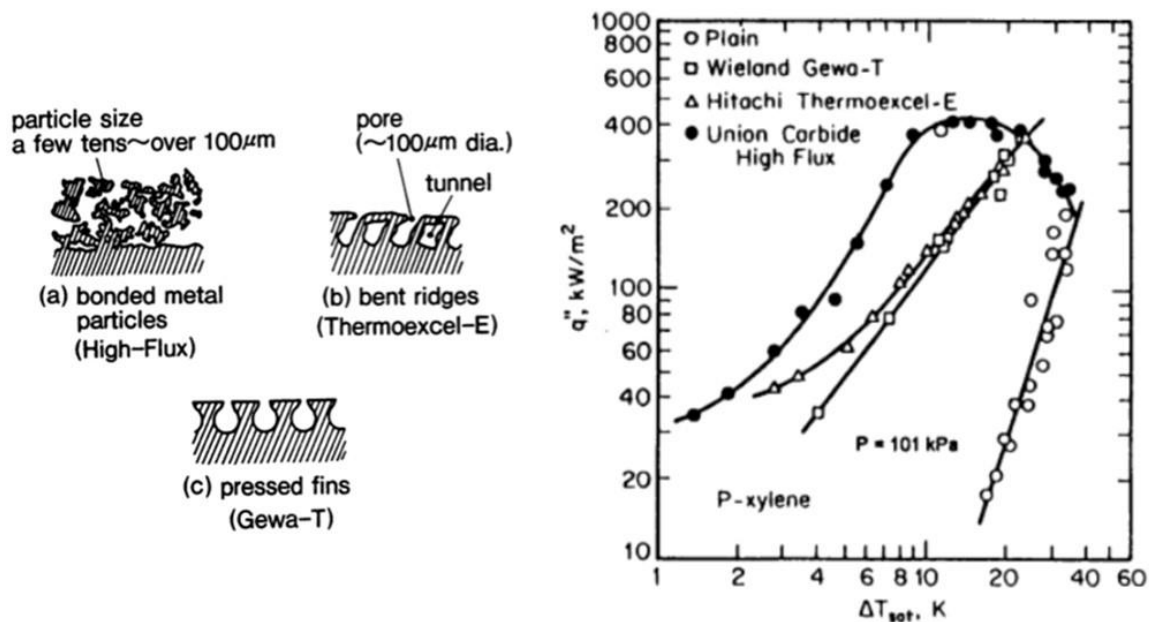 particle size
a few tens~over 100μm
(a) bonded metal
particles
(High-Flux)
pore
(~100μm dia.)
tunnel
(b) bent ridges
(Thermoexcel-E)
(c) pressed fins
(Gewa-T)
1000
800
600
400
200
100
80
60
40
20
10
q", kW/m²
Plain
Wieland Gewa-T
Hitachi Thermoexcel-E
Union Carbide
High Flux
P = 101 kPa
P-xylene
1 2 4 6 8 10 20 40 60
ΔTsat, K